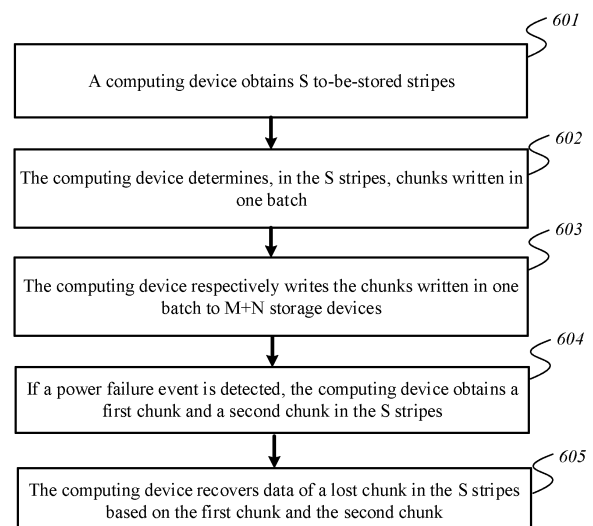 601
A computing device obtains S to-be-stored stripes
602
The computing device determines, in the S stripes, chunks written in
one batch
603
The computing device respectively writes the chunks written in one
batch to M+N storage devices
604
If a power failure event is detected, the computing device obtains a
first chunk and a second chunk in the S stripes
605
The computing device recovers data of a lost chunk in the S stripes
based on the first chunk and the second chunk